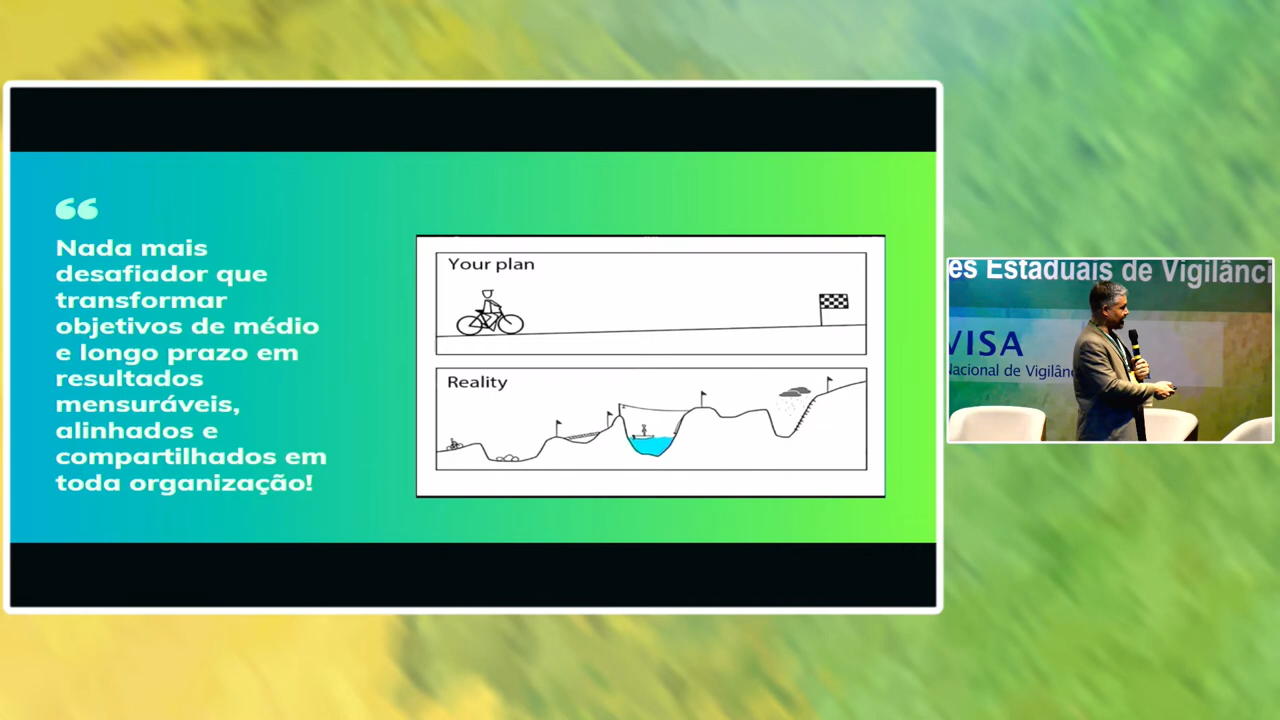 “
Nada mais
desafiador que
transformar
objetivos de médio
e longo prazo em
resultados
mensuráveis,
alinhados e
compartilhados em
toda organização!
Your plan
Reality
es Estaduais de Vigilânci
VISA
Nacional de Vigilânc